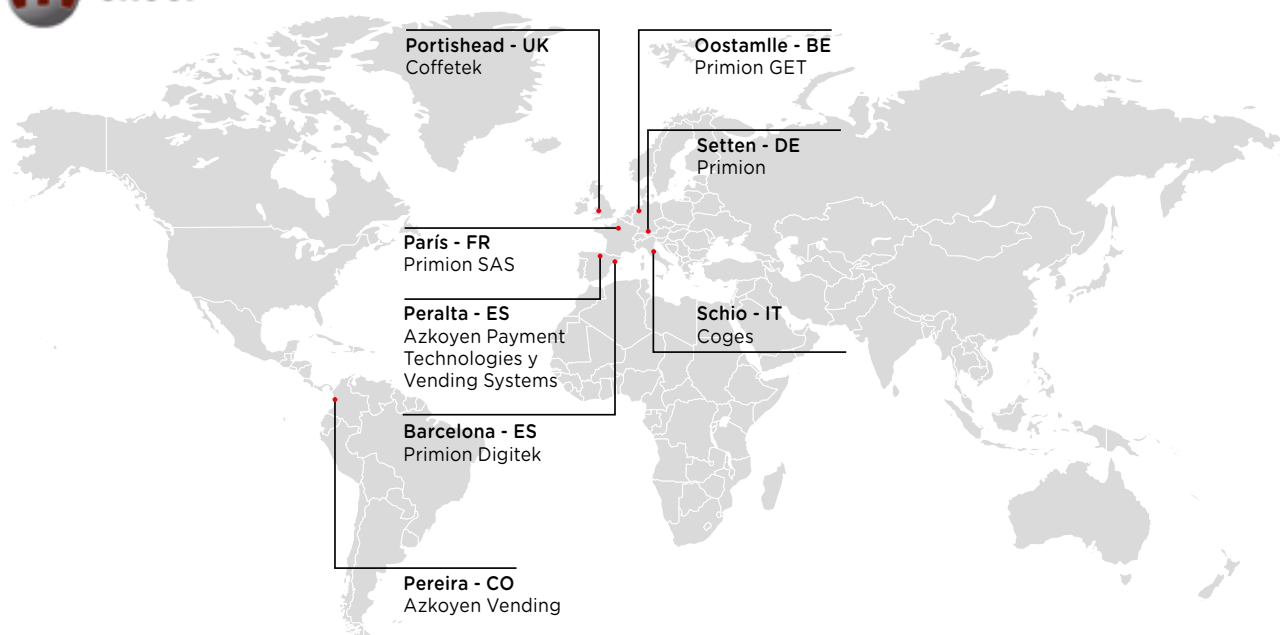 Portishead - UK
Coffetek
Oostamlle - BE
Primion GET
Setten - DE
Primion
París - FR
Primion SAS
Peralta - ES
Azkoyen Payment
Technologies y
Vending Systems
Schio - IT
Coges
Barcelona - ES
Primion Digitek
Pereira - CO
Azkoyen Vending